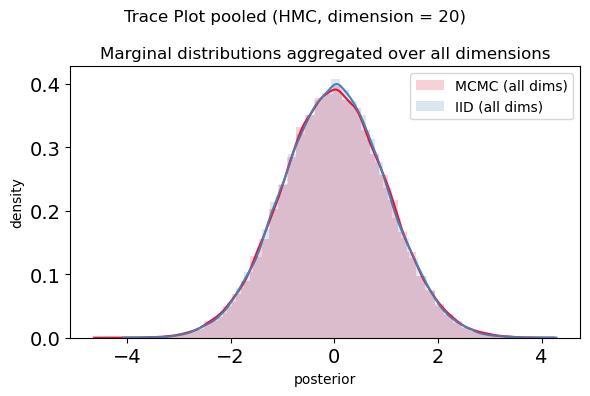 Trace Plot pooled (HMC, dimension = 20)
Marginal distributions aggregated over all dimensions
MCMC (all dims)
IID (all dims)
density
0.4
0.3
0.2
0.1
0.0
−4
−2
0
2
4
posterior